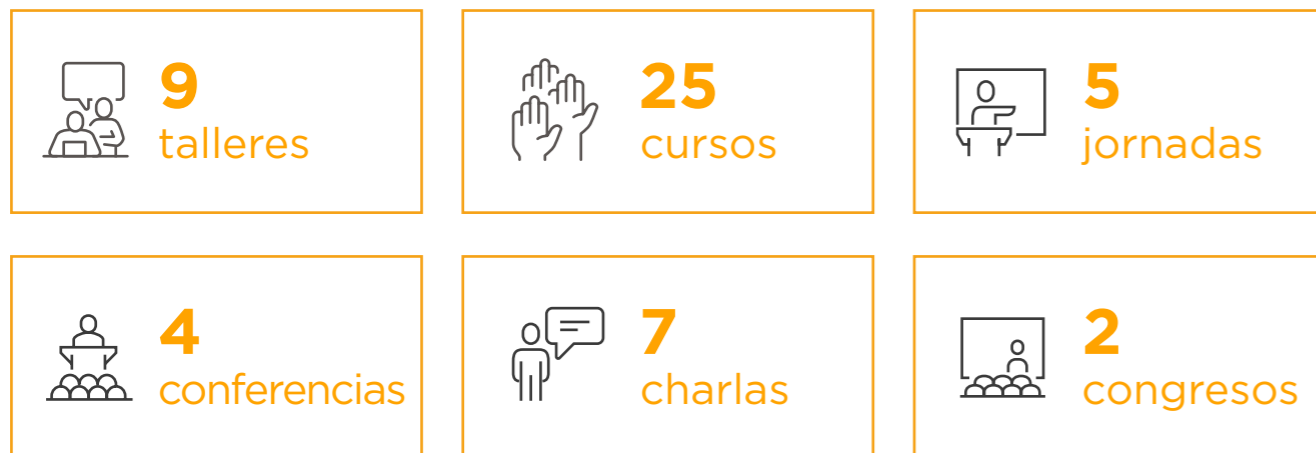 9
talleres
25
cursos
5
jornadas
4
conferencias
7
charlas
2
congresos